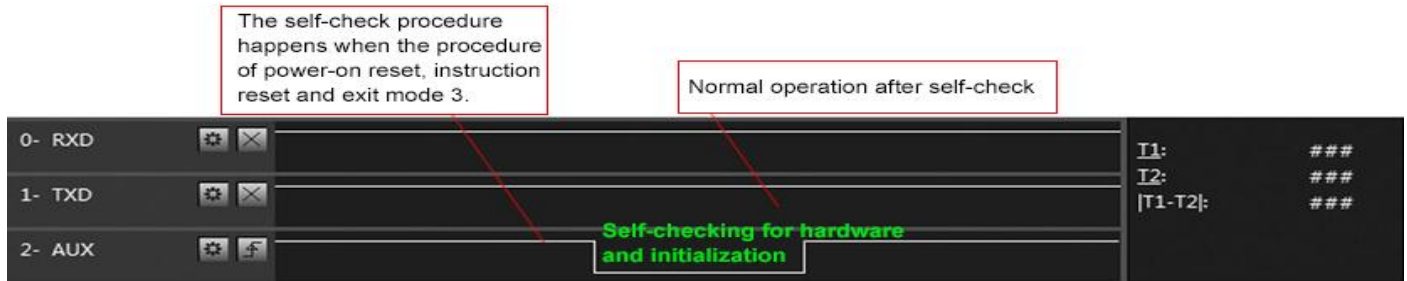 The self-check procedure
happens when the procedure
of power-on reset, instruction
reset and exit mode 3.
Normal operation after self-check
0- RXD
T1: ###
1- TXD
T2: ###
|T1-T2|: ###
2- AUX
Self-checking for hardware
and initialization